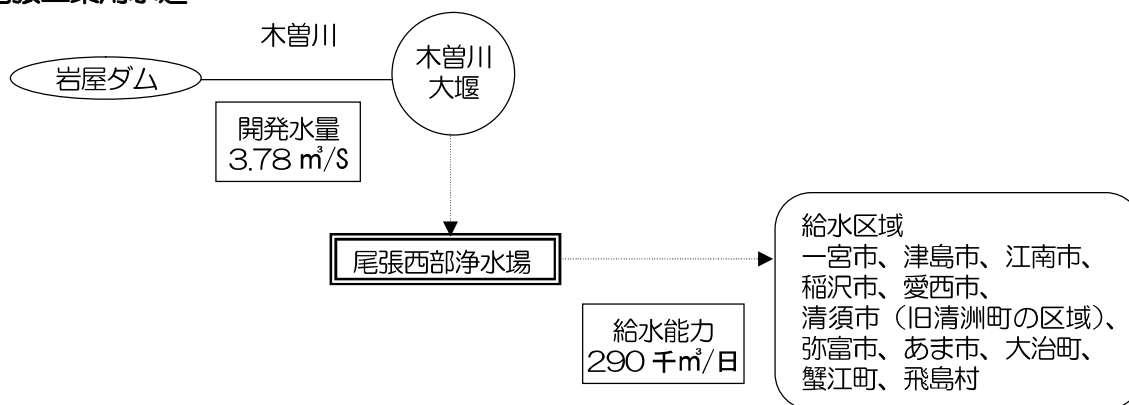 木曽川
岩屋ダム
木曽川
大堰
開発水量
3.78 ㎥/S
尾張西部浄水場
給水能力
290 千㎥/日
給水区域
一宮市、津島市、江南市、
稲沢市、愛西市、
清須市（旧清洲町の区域）、
弥富市、あま市、大治町、
蟹江町、飛島村